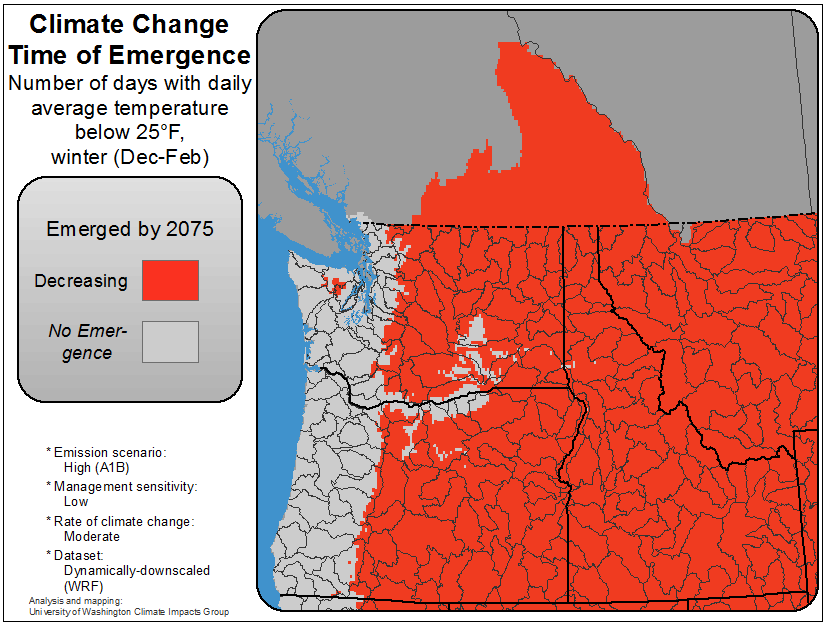 Climate Change
Time of Emergence
Number of days with daily
average temperature
below 25°F,
winter (Dec-Feb)
Emerged by 2075
Decreasing
No Emer-
gence
* Emission scenario:
High (A1B)
* Management sensitivity:
Low
* Rate of climate change:
Moderate
* Dataset:
Dynamically-downscaled
(WRF)
Analysis and mapping:
University of Washington Climate Impacts Group